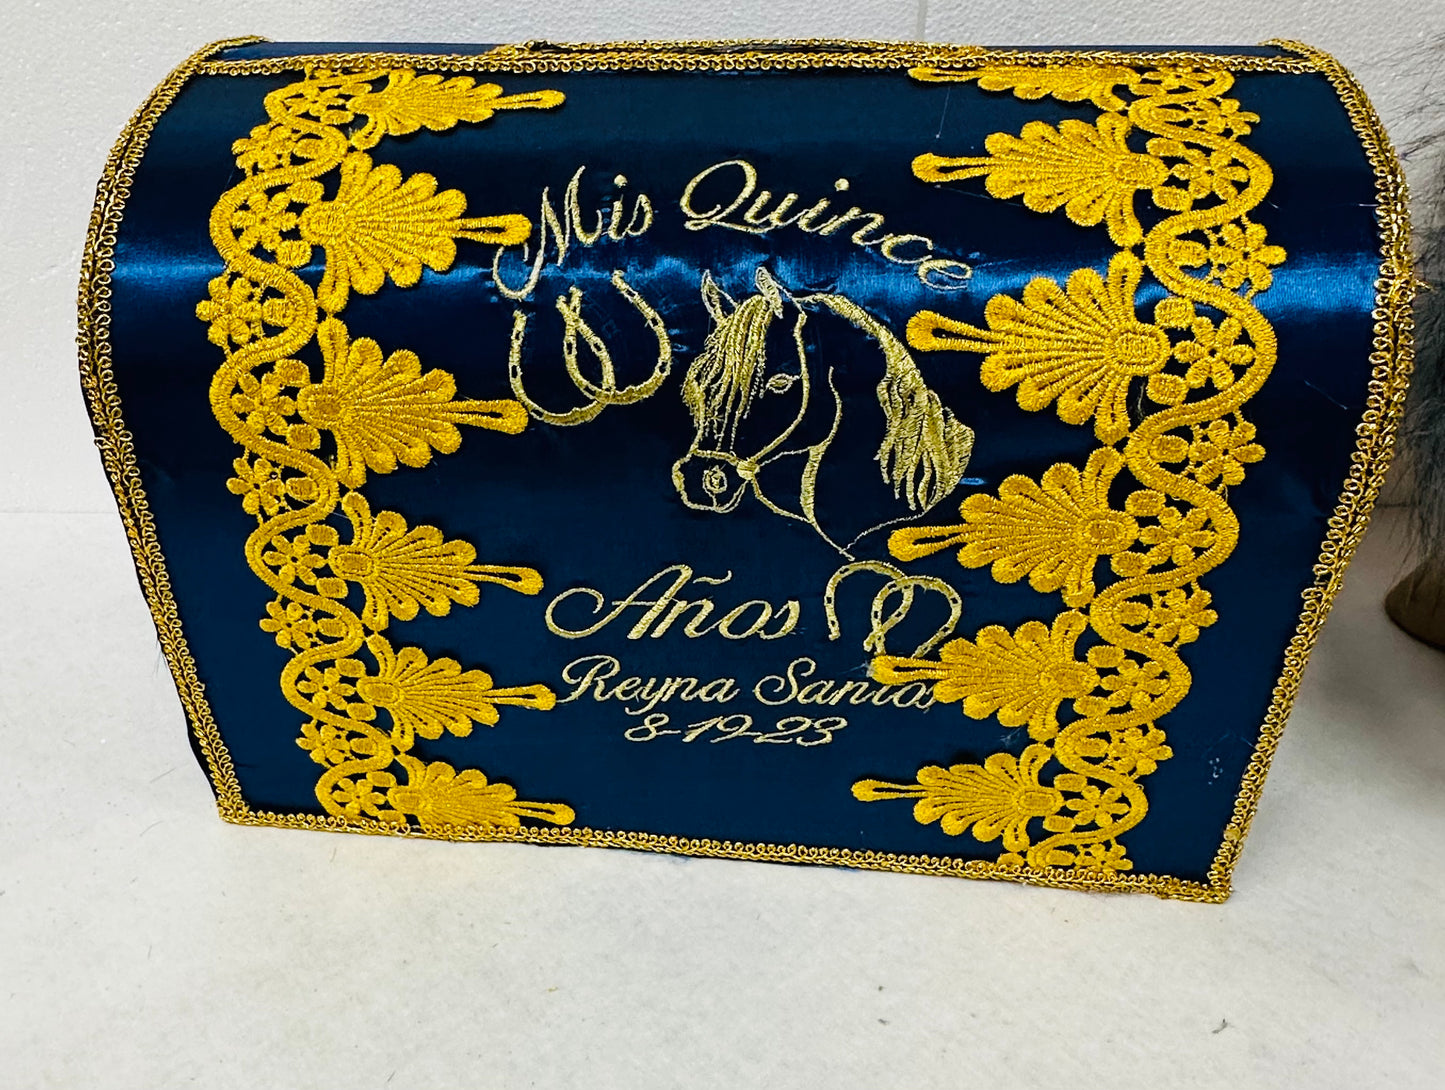 Mis Quince
Años
Reyna Santos
8-19-23